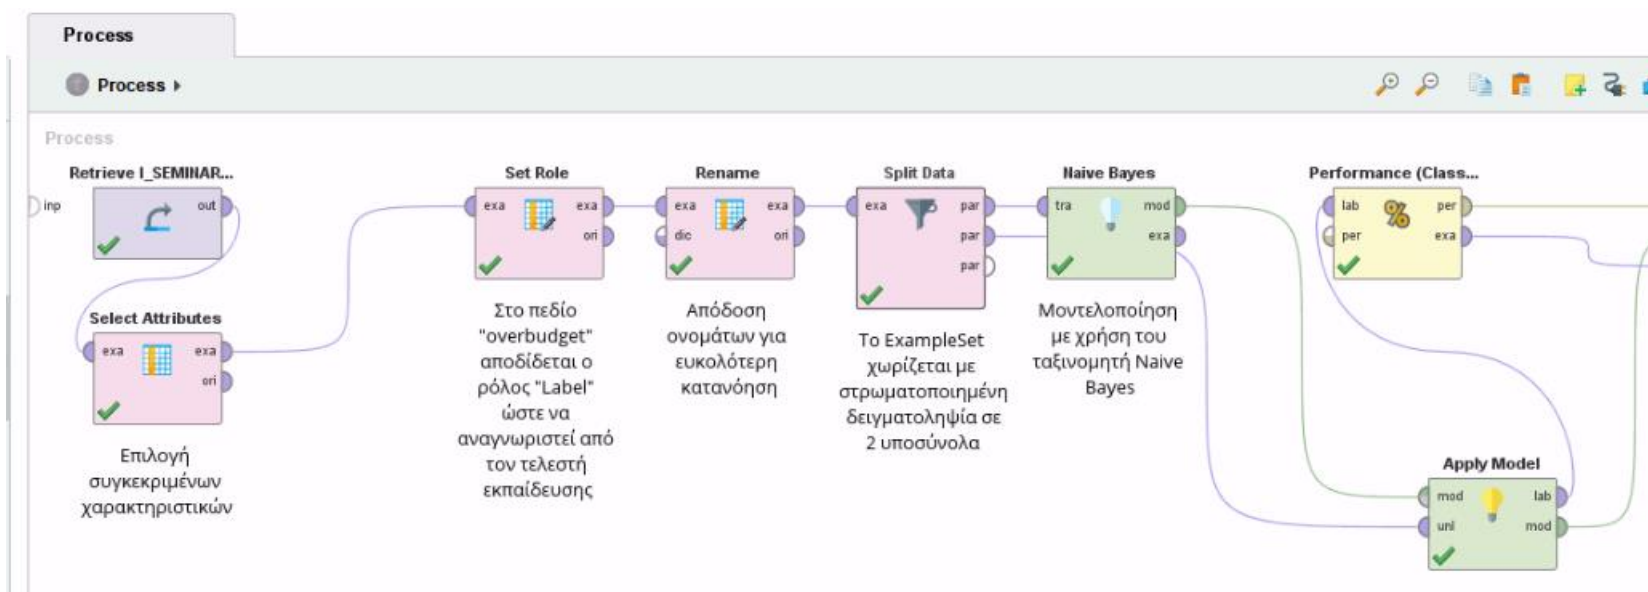 Process
Process
Process
Retrieve I_SEMINAR...
Set Role
Rename
Split Data
Naive Bayes
Performance (Class...
inp
out
exa
exa
ori
exa
exa
dic
ori
exa
par
par
par
tra
mod
exa
lab
per
per
exa
Select Attributes
exa
exa
ori
Επιλογή
συγκεκριμένων
χαρακτηριστικών
Στο πεδίο
"overbudget"
αποδίδεται ο
ρόλος "Label"
ώστε να
αναγνωριστεί από
τον τελεστή
εκπαίδευσης
Απόδοση
ονομάτων για
ευκολότερη
κατανόηση
Το ExampleSet
χωρίζεται με
στρωματοποιημένη
δειγματοληψία σε
2 υποσύνολα
Μοντελοποίηση
με χρήση του
ταξινομητή Naive
Bayes
Apply Model
mod
lab
unl
mod